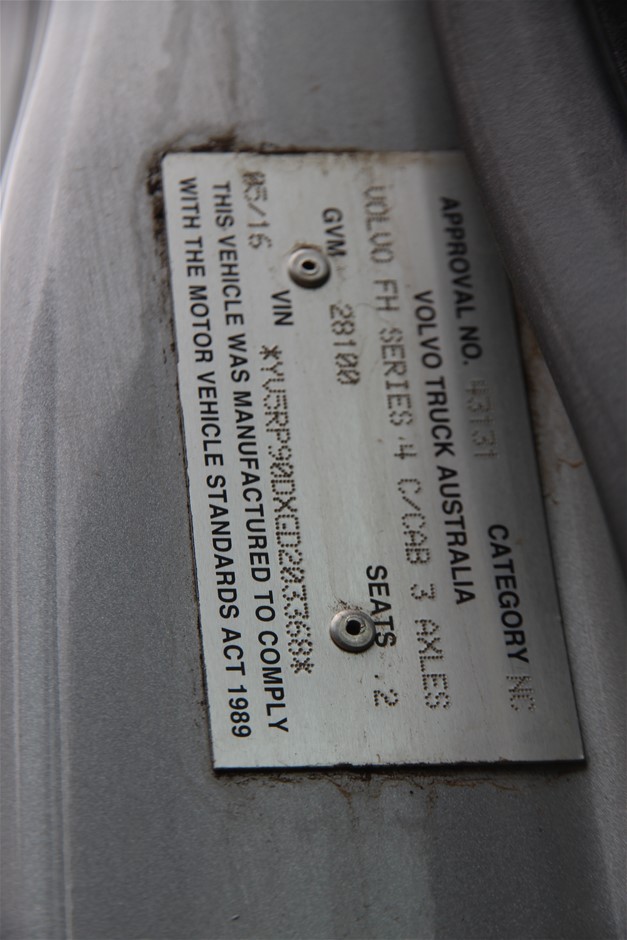 APPROVAL NO. 43131 CATEGORY NC
VOLVO TRUCK AUSTRALIA
VOLVO FH SERIES 4 C/CAB 3 AXLES
GVM 28100 SEATS 2
05/16 VIN *YV5RP90DXGD203368*
THIS VEHICLE WAS MANUFACTURED TO COMPLY
WITH THE MOTOR VEHICLE STANDARDS ACT 1989